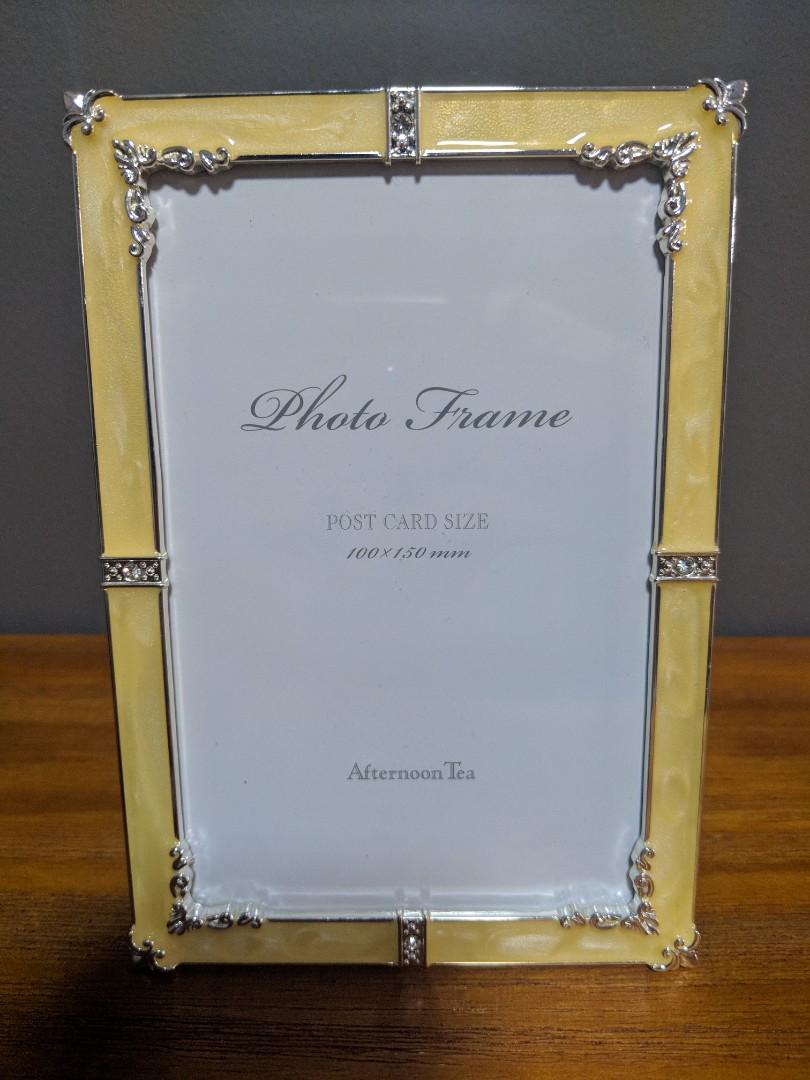 Photo Frame
POST CARD SIZE
100×150 mm
Afternoon Tea